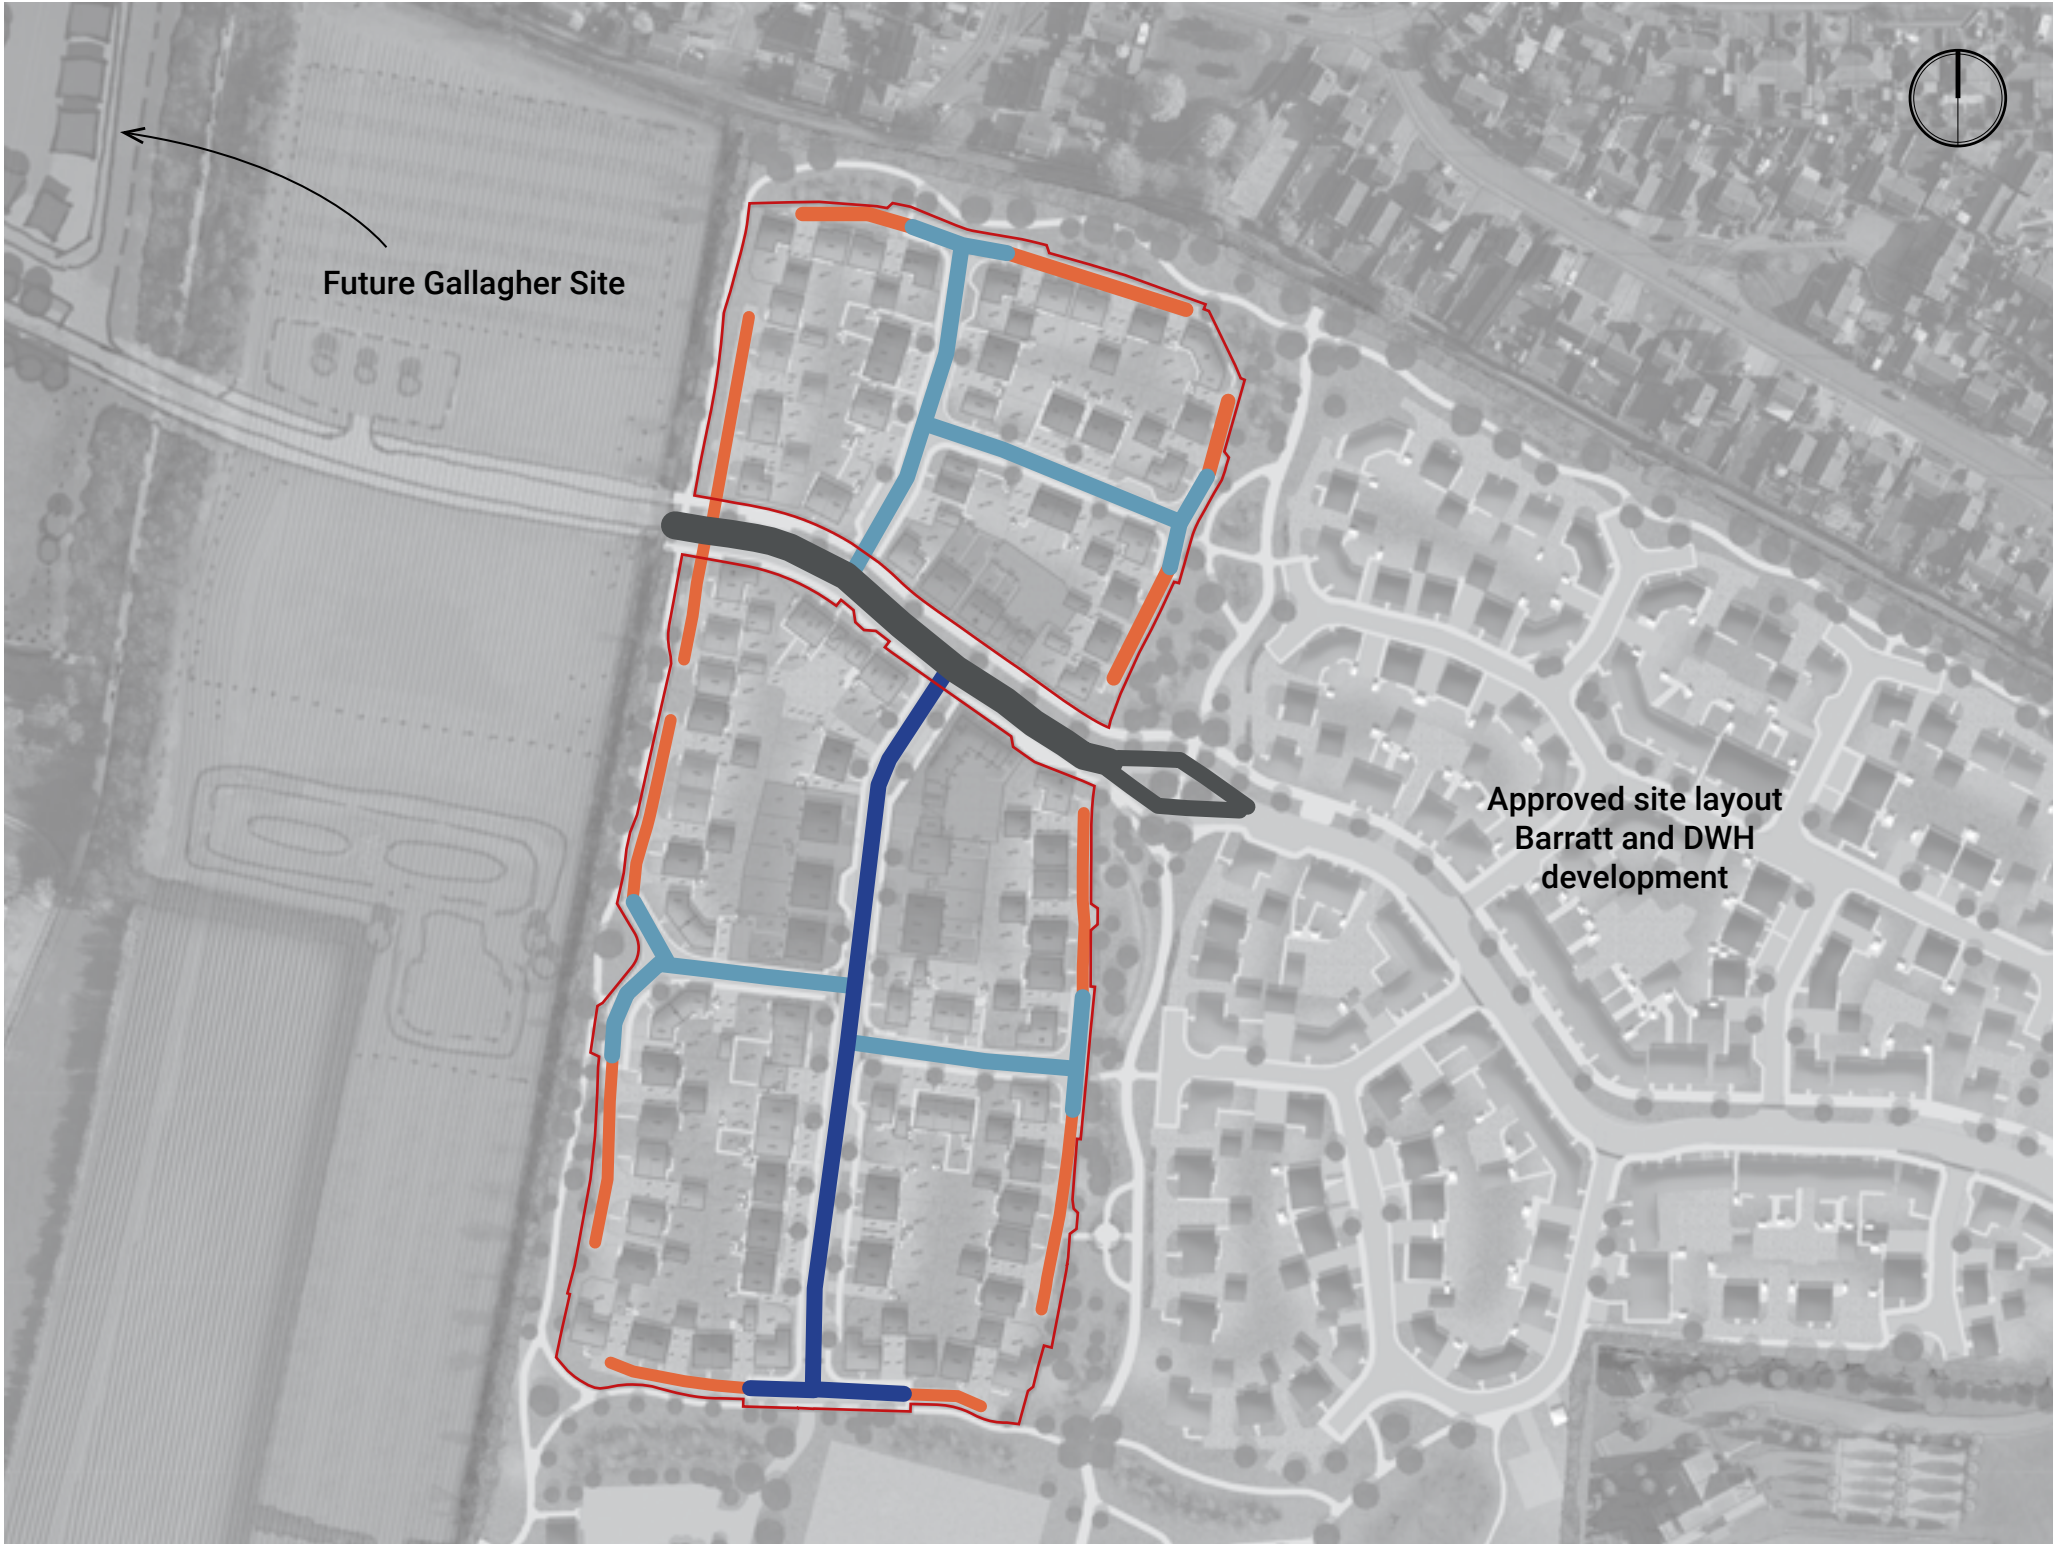 Future Gallagher Site
Approved site layout
Barratt and DWH
development